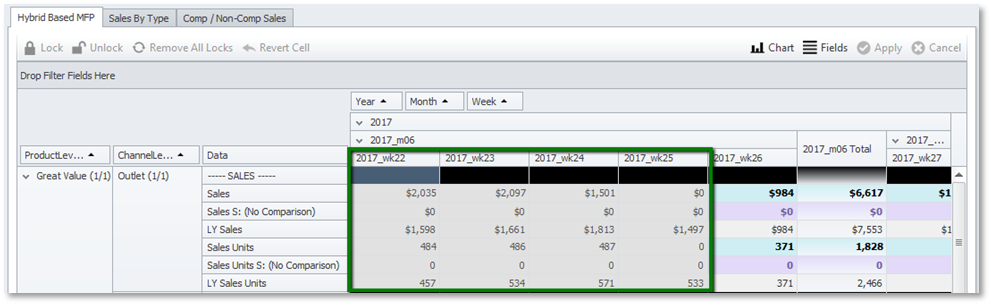 Hybrid Based MFP Sales By Type Comp / Non-Comp Sales
Lock Unlock Remove All Locks Revert Cell Chart Fields Apply Cancel
Drop Filter Fields Here
Year Month Week
2017
2017_m06 2017_m06 Total 2017_...
ProductLev... ChannelLe... Data 2017_wk22 2017_wk23 2017_wk24 2017_wk25 2017_wk26 2017_wk27
Great Value (1/1) Outlet (1/1) ----- SALES -----
Sales $2,035 $2,097 $1,501 $0 $984 $6,617 $1
Sales S: (No Comparison) $0 $0 $0 $0 $0 $0
LY Sales $1,598 $1,661 $1,813 $1,497 $984 $7,553 $1
Sales Units 484 486 487 0 371 1,828
Sales Units S: (No Comparison) 0 0 0 0 0 0
LY Sales Units 457 534 571 533 371 2,466